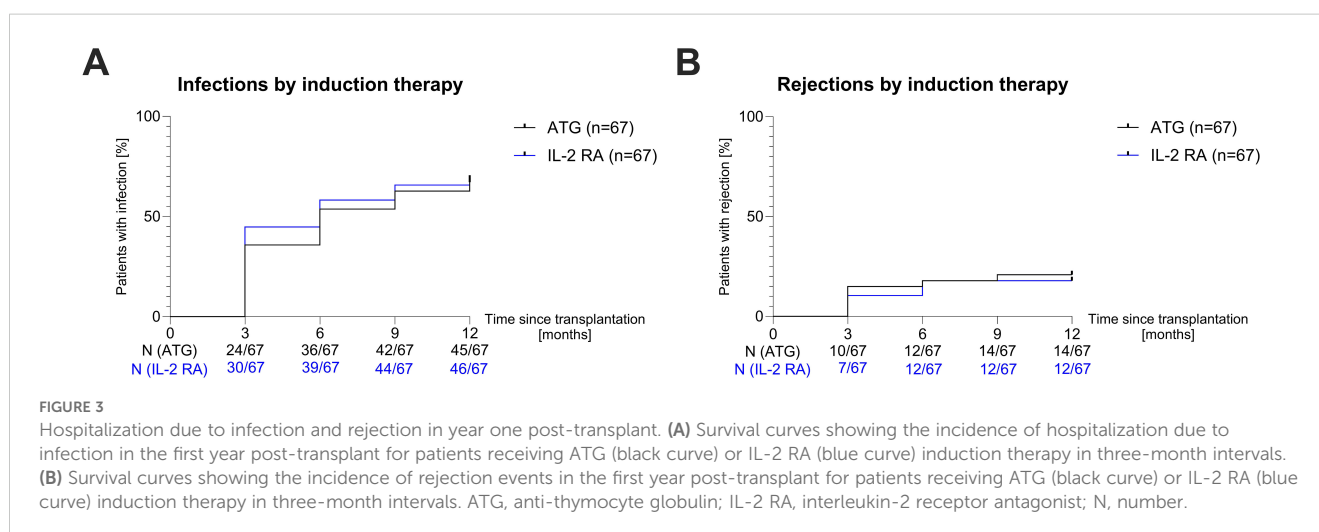 A
Infections by induction therapy
100
50
0
Patients with infection [%]
ATG (n=67)
IL-2 RA (n=67)
0 3 6 9 12
Time since transplantation
[months]
N (ATG) 24/67 36/67 42/67 45/67
N (IL-2 RA) 30/67 39/67 44/67 46/67
B
Rejections by induction therapy
100
50
0
Patients with rejection [%]
ATG (n=67)
IL-2 RA (n=67)
0 3 6 9 12
Time since transplantation
[months]
N (ATG) 10/67 12/67 14/67 14/67
N (IL-2 RA) 7/67 12/67 12/67 12/67
FIGURE 3
Hospitalization due to infection and rejection in year one post-transplant. (A) Survival curves showing the incidence of hospitalization due to
infection in the first year post-transplant for patients receiving ATG (black curve) or IL-2 RA (blue curve) induction therapy in three-month intervals.
(B) Survival curves showing the incidence of rejection events in the first year post-transplant for patients receiving ATG (black curve) or IL-2 RA (blue
curve) induction therapy in three-month intervals. ATG, anti-thymocyte globulin; IL-2 RA, interleukin-2 receptor antagonist; N, number.